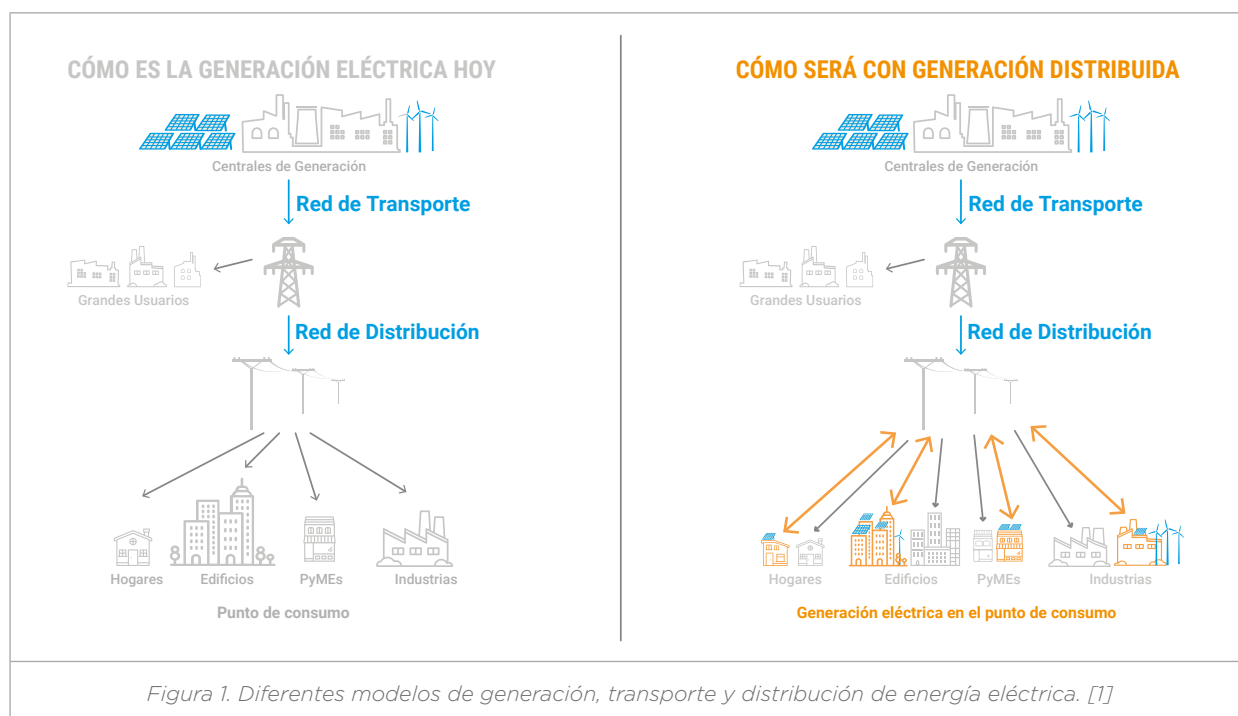 CÓMO ES LA GENERACIÓN ELÉCTRICA HOY
Centrales de Generación
Red de Transporte
Grandes Usuarios
Red de Distribución
Hogares
Edificios
PyMEs
Industrias
Punto de consumo
CÓMO SERÁ CON GENERACIÓN DISTRIBUIDA
Centrales de Generación
Red de Transporte
Grandes Usuarios
Red de Distribución
Hogares
Edificios
PyMEs
Industrias
Generación eléctrica en el punto de consumo
Figura 1. Diferentes modelos de generación, transporte y distribución de energía eléctrica. [1]